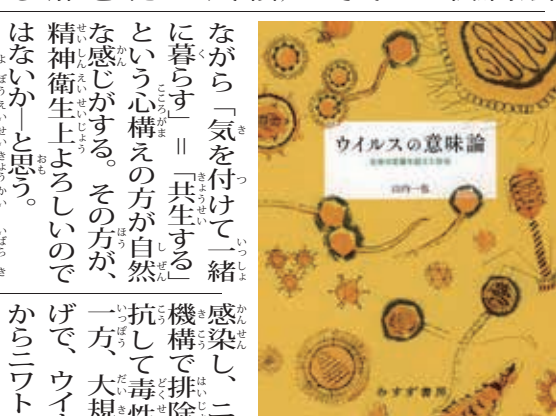 ながら「気を付けて一緒
に暮らす」＝「共生する」
という心構えの方が自然
な感じがする。その方が、
精神衛生上よろしいので
はないか―と思う。
感染し、ニ
機構で排除
抗して毒性
一方、大規
げで、ウイ
からニワト
ウイルスの意味論
山内一也
みすず書房